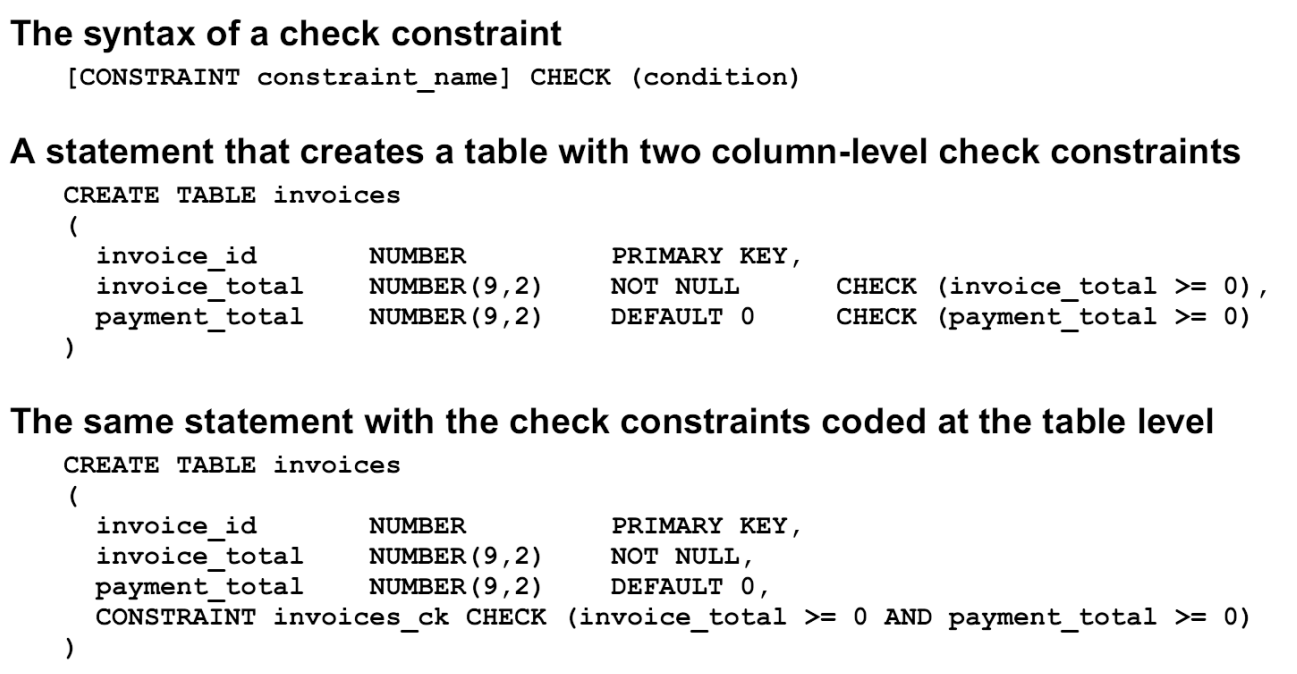 The syntax of a check constraint
[CONSTRAINT constraint_name] CHECK (condition)
A statement that creates a table with two column-level check constraints
CREATE TABLE invoices
(
invoice_id NUMBER PRIMARY KEY,
invoice_total NUMBER(9,2) NOT NULL CHECK (invoice_total >= 0),
payment_total NUMBER(9,2) DEFAULT 0 CHECK (payment_total >= 0)
)
The same statement with the check constraints coded at the table level
CREATE TABLE invoices
(
invoice_id NUMBER PRIMARY KEY,
invoice_total NUMBER(9,2) NOT NULL,
payment_total NUMBER(9,2) DEFAULT 0,
CONSTRAINT invoices_ck CHECK (invoice_total >= 0 AND payment_total >= 0)
)